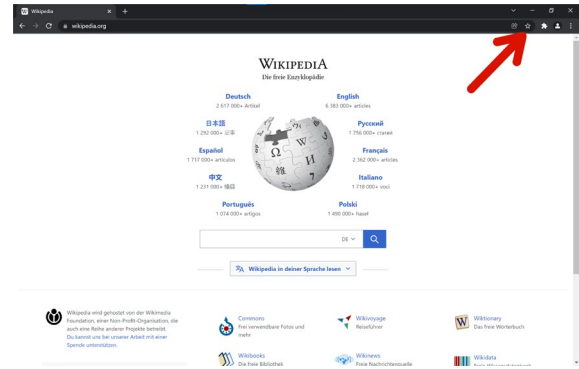 Wikipedia
wikipedia.org
WIKIPEDIA
Die freie Enzyklopädie
Deutsch
2 617 000+ Artikel
English
6 383 000+ articles
日本語
1 292 000+ 記事
Русский
1 756 000+ статей
Español
1 717 000+ artículos
Français
2 362 000+ articles
中文
1 231 000+ 條目
Italiano
1 718 000+ voci
Português
1 074 000+ artigos
Polski
1 490 000+ haseł
DE
Wikipedia in deiner Sprache lesen
Wikipedia wird gehostet von der Wikimedia
Foundation, einer Non-Profit-Organisation, die
auch eine Reihe anderer Projekte betreibt.
Du kannst uns bei unserer Arbeit mit einer
Spende unterstützen.
Commons
Frei verwendbare Fotos und
mehr
Wikivoyage
Reiseführer
Wiktionary
Das freie Wörterbuch
Wikibooks
Die freie Bibliothek
Wikinews
Freie Nachrichtenquelle
Wikidata